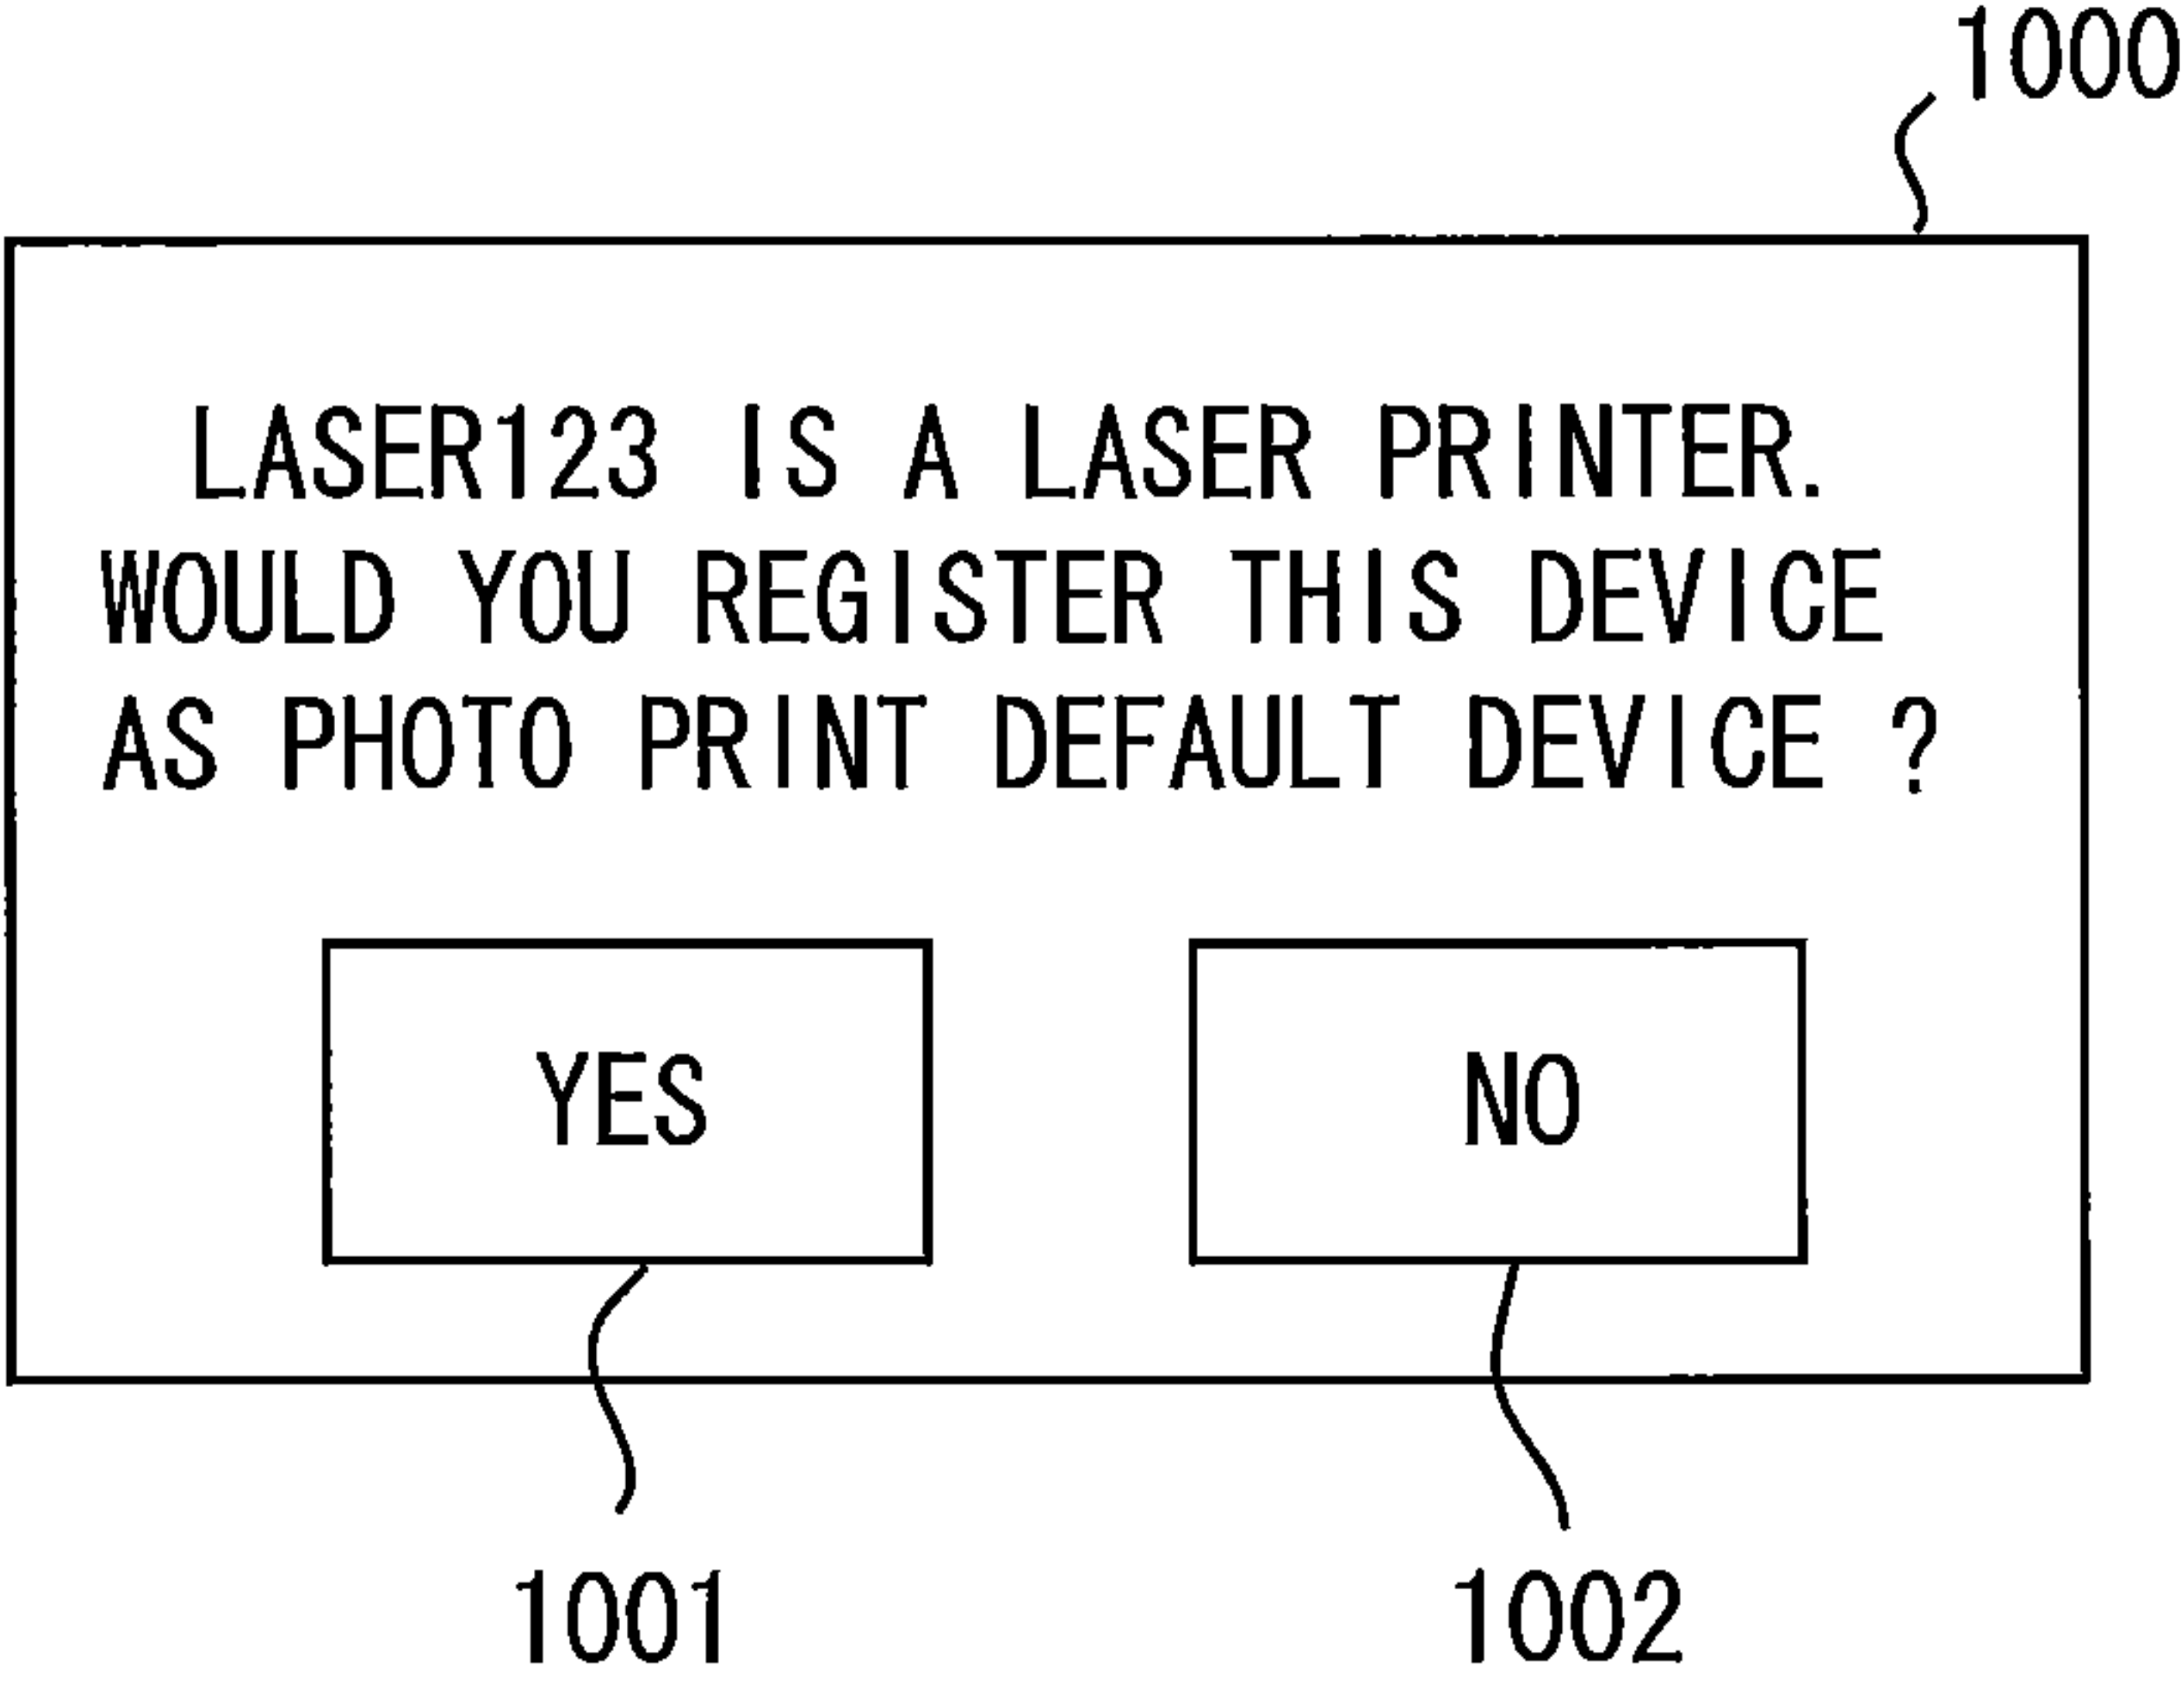 1000
LASER123 IS A LASER PRINTER.
WOULD YOU REGISTER THIS DEVICE
AS PHOTO PRINT DEFAULT DEVICE ?
YES NO
1001 1002